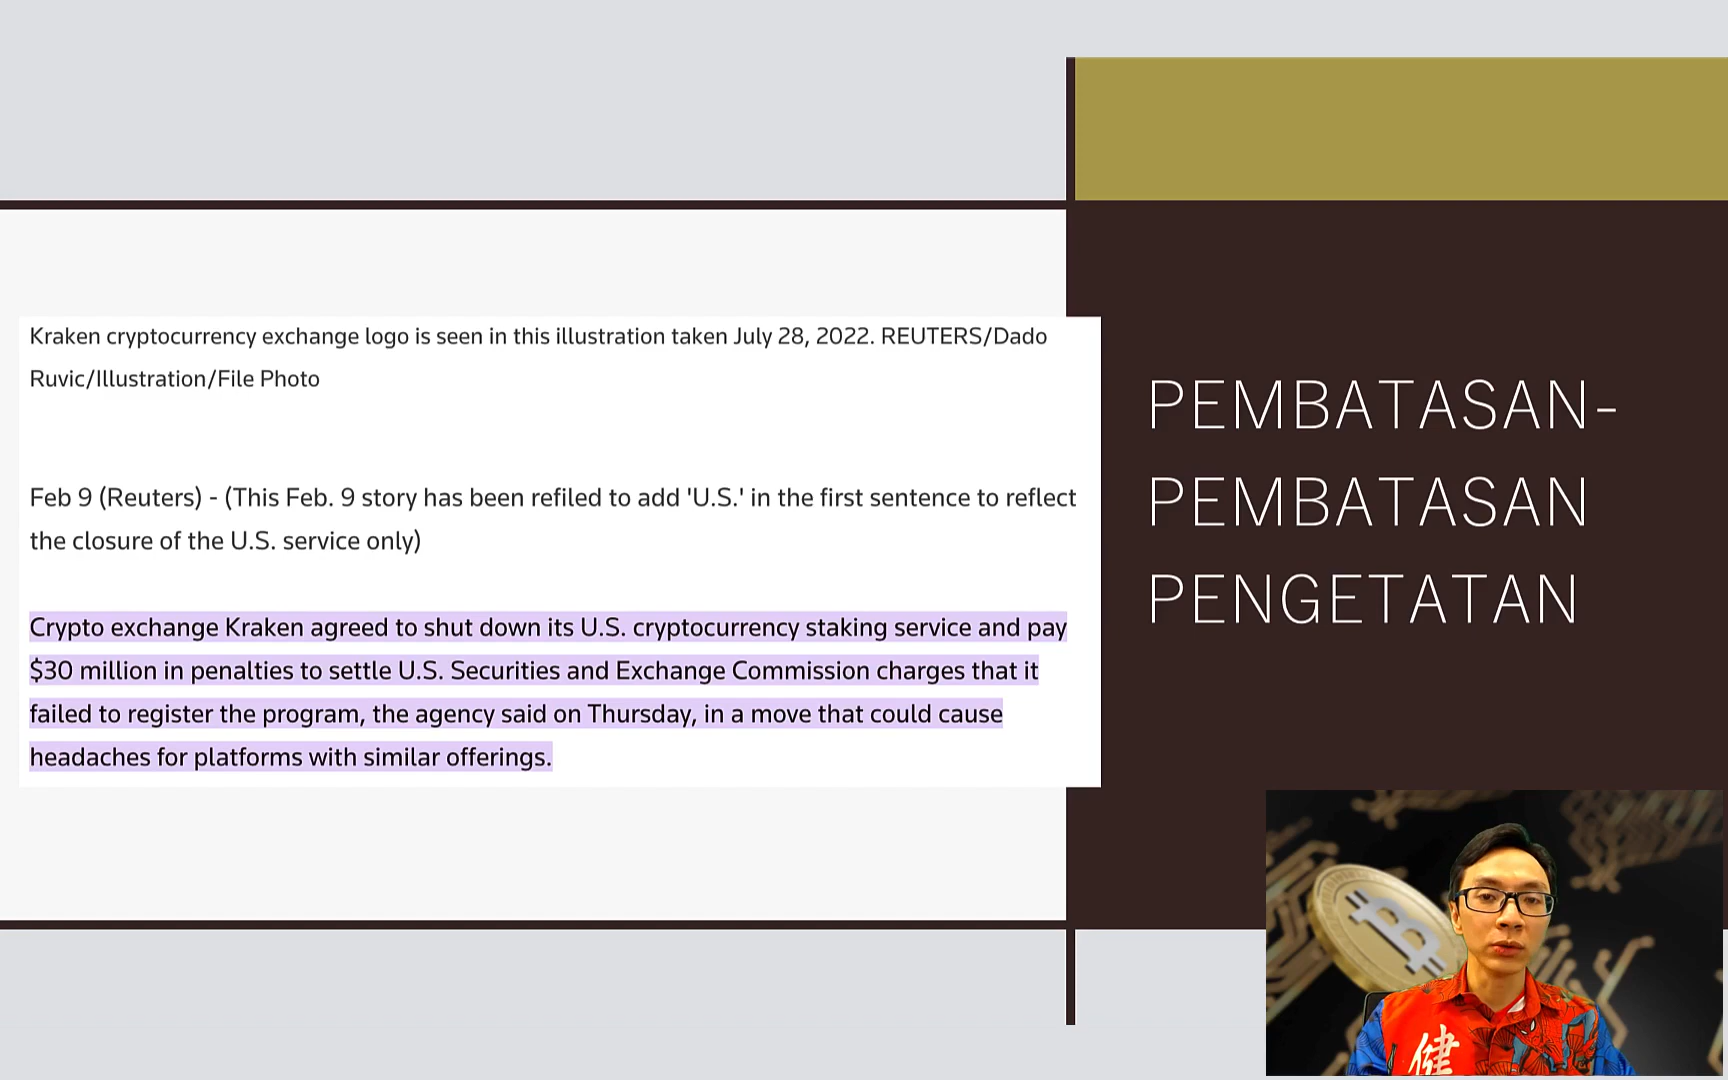 Kraken cryptocurrency exchange logo is seen in this illustration taken July 28, 2022. REUTERS/Dado
Ruvic/Illustration/File Photo
Feb 9 (Reuters) - (This Feb. 9 story has been refiled to add 'U.S.' in the first sentence to reflect
the closure of the U.S. service only)
Crypto exchange Kraken agreed to shut down its U.S. cryptocurrency staking service and pay
$30 million in penalties to settle U.S. Securities and Exchange Commission charges that it
failed to register the program, the agency said on Thursday, in a move that could cause
headaches for platforms with similar offerings.
PEMBATASAN-
PEMBATASAN
PENGETATAN
健